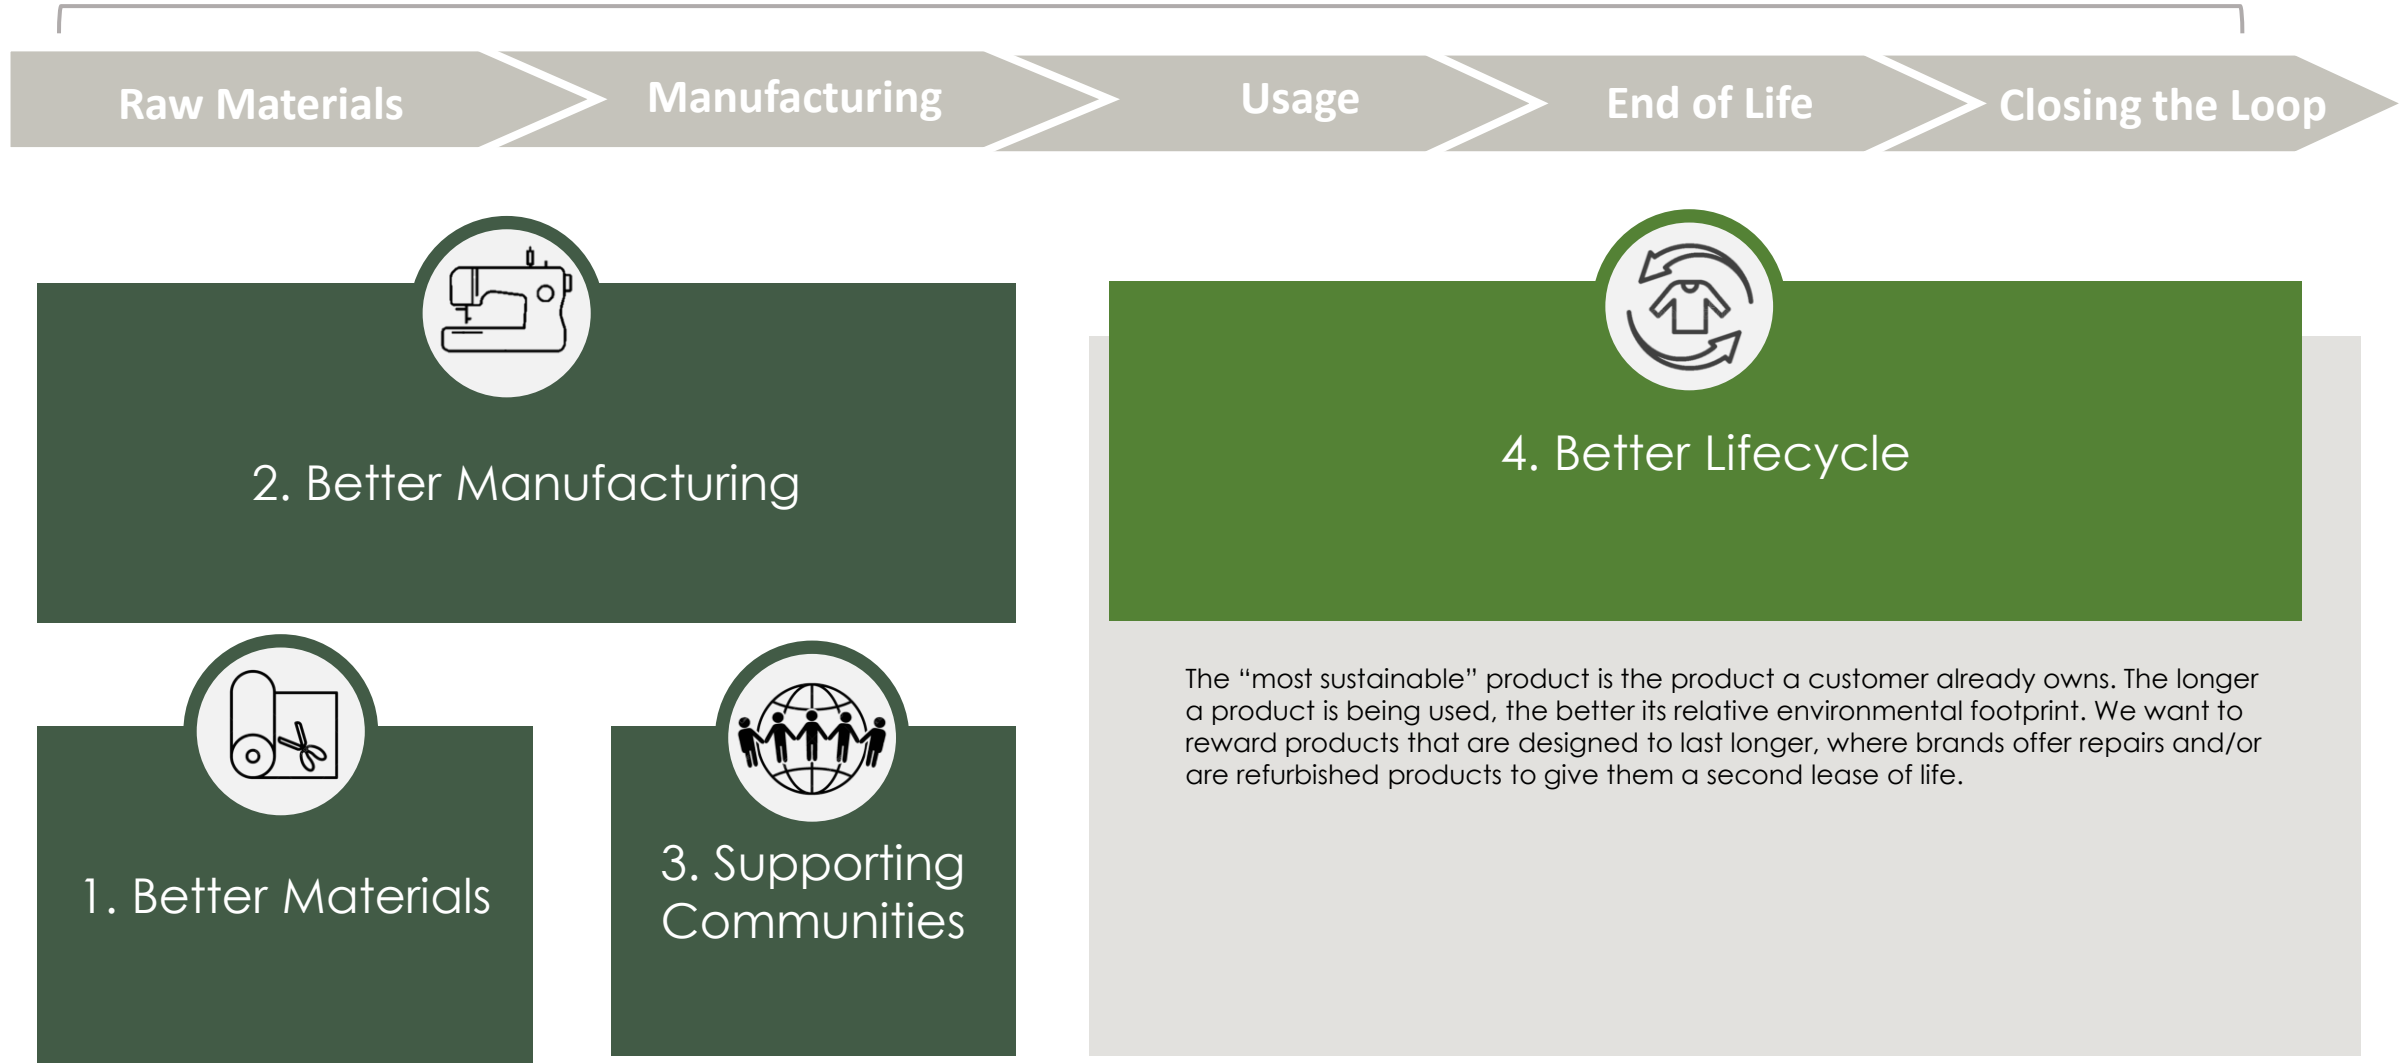 Raw Materials
Manufacturing
Usage
End of Life
Closing the Loop
2. Better Manufacturing
1. Better Materials
3. Supporting
Communities
4. Better Lifecycle
The “most sustainable” product is the product a customer already owns. The longer
a product is being used, the better its relative environmental footprint. We want to
reward products that are designed to last longer, where brands offer repairs and/or
are refurbished products to give them a second lease of life.